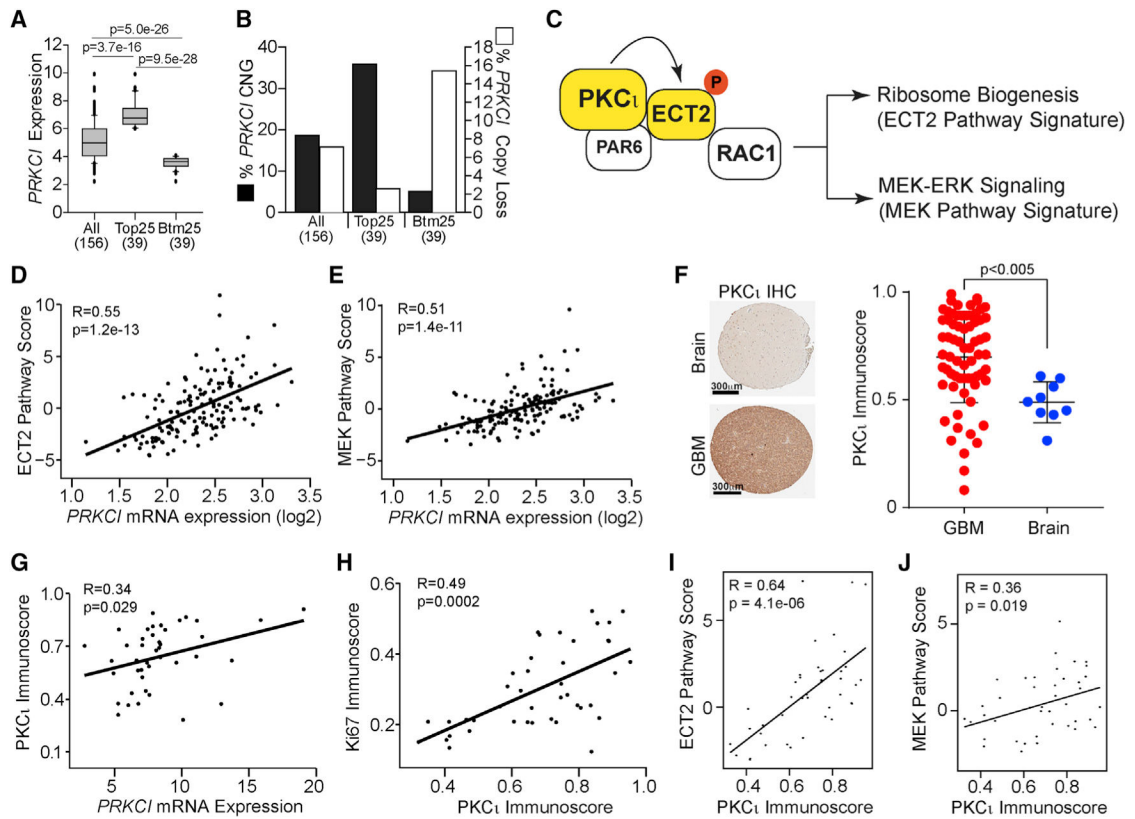 A
p=5.0e-26
p=3.7e-16
p=9.5e-28
PRKCI Expression
12
10
8
6
4
2
0
All
(156)
Top25
(39)
Btm25
(39)
B
% PRKCI CNG
40
30
20
10
0
18
16
14
12
10
8
6
4
2
0
% PRKCI Copy Loss
All
(156)
Top25
(39)
Btm25
(39)
C
PKCι
ECT2
P
PAR6
RAC1
Ribosome Biogenesis
(ECT2 Pathway Signature)
MEK-ERK Signaling
(MEK Pathway Signature)
D
R=0.55
p=1.2e-13
ECT2 Pathway Score
10
5
0
−5
1.0 1.5 2.0 2.5 3.0 3.5
PRKCI mRNA expression (log2)
E
R=0.51
p=1.4e-11
MEK Pathway Score
10
5
0
−5
1.0 1.5 2.0 2.5 3.0 3.5
PRKCI mRNA expression (log2)
F
PKCι IHC
Brain
300μm
GBM
300μm
p<0.005
PKCι Immunoscore
1.0
0.5
0
GBM Brain
G
R=0.34
p=0.029
PKCι Immunoscore
1.0
0.7
0.4
0.1
5 10 15 20
PRKCI mRNA Expression
H
R=0.49
p=0.0002
Ki67 Immunoscore
0.6
0.4
0.2
0.4 0.6 0.8 1.0
PKCι Immunoscore
I
R = 0.64
p = 4.1e-06
ECT2 Pathway Score
5
0
0.4 0.6 0.8
PKCι Immunoscore
J
R = 0.36
p = 0.019
MEK Pathway Score
5
0
0.4 0.6 0.8
PKCι Immunoscore